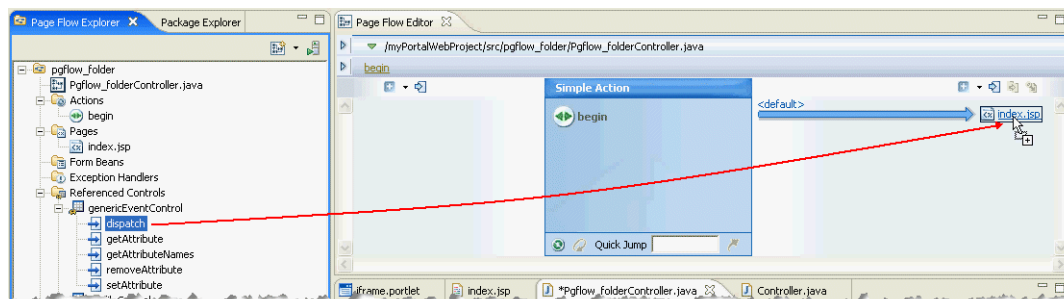 Page Flow Explorer
Package Explorer
Page Flow Editor
/myPortalWebProject/src/pgflow_folder/Pgflow_folderController.java
begin
pgflow_folder
Pgflow_folderController.java
Actions
begin
Pages
index.jsp
Form Beans
Exception Handlers
Referenced Controls
genericEventControl
dispatch
getAttribute
getAttributeNames
removeAttribute
setAttribute
Simple Action
begin
<default>
index.jsp
Quick Jump
iframe.portlet
index.jsp
*Pgflow_folderController.java
Controller.java